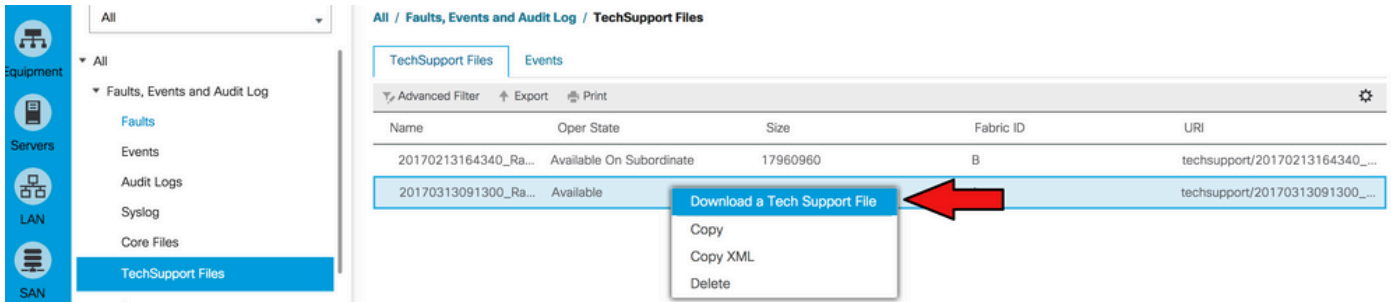 All
All / Faults, Events and Audit Log / TechSupport Files
Equipment
Servers
LAN
SAN
All
Faults, Events and Audit Log
Faults
Events
Audit Logs
Syslog
Core Files
TechSupport Files
TechSupport Files Events
Advanced Filter Export Print
Name Oper State Size Fabric ID URI
20170213164340_Ra... Available On Subordinate 17960960 B techsupport/20170213164340_...
20170313091300_Ra... Available techsupport/20170313091300_...
Download a Tech Support File
Copy
Copy XML
Delete